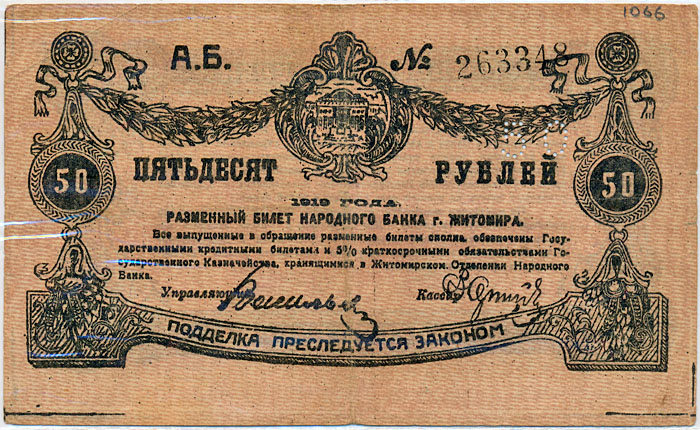 1066
А.Б. № 263348
50 ПЯТЬДЕСЯТ РУБЛЕЙ 50
1919 ГОДА.
РАЗМЕННЫЙ БИЛЕТ НАРОДНОГО БАНКА г. ЖИТОМИРА.
Все выпущенные в обращение разменные билеты сполна обеспечены Госу-
дарственными кредитными билетами и 5% краткосрочными обязательствами Го-
сударственного Казначейства, хранящимися в Житомирском Отделении Народного
Банка.
Управляющий Кассир
ПОДДЕЛКА ПРЕСЛЕДУЕТСЯ ЗАКОНОМ